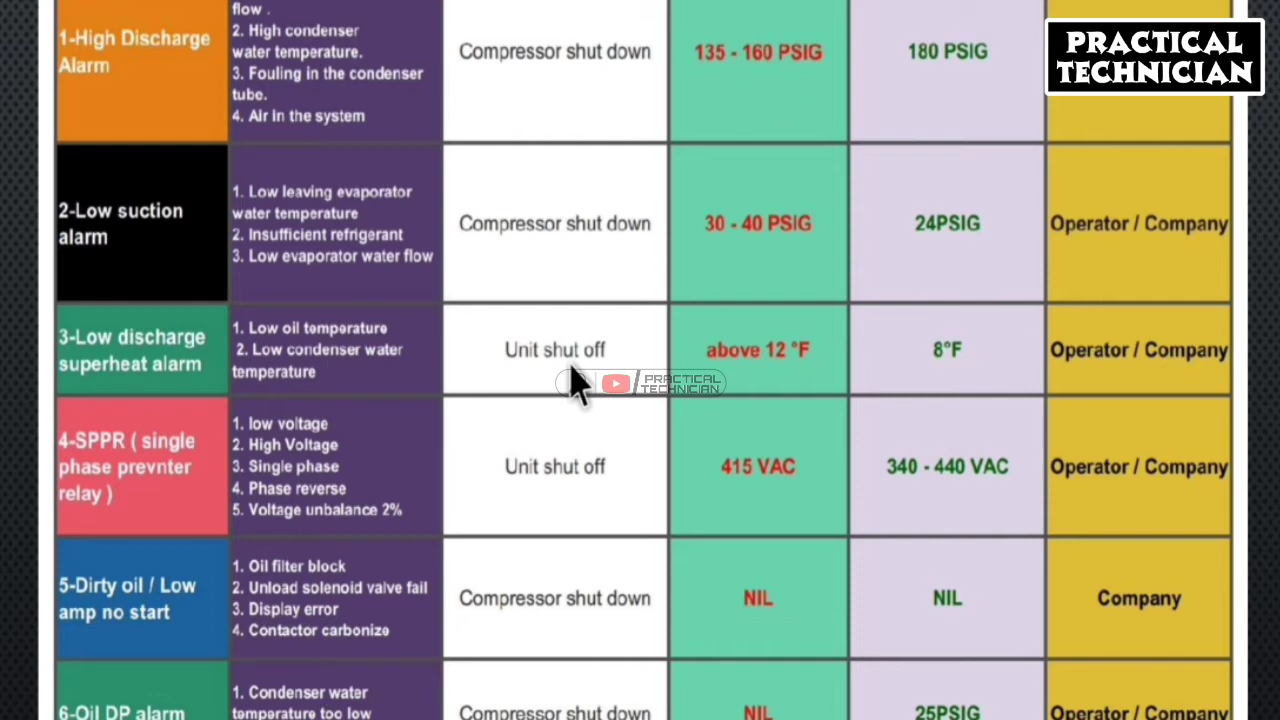 flow .
1-High Discharge
Alarm
2. High condenser
water temperature.
3. Fouling in the condenser
tube.
4. Air in the system
Compressor shut down
135 - 160 PSIG
180 PSIG
PRACTICAL
TECHNICIAN
2-Low suction
alarm
1. Low leaving evaporator
water temperature
2. Insufficient refrigerant
3. Low evaporator water flow
Compressor shut down
30 - 40 PSIG
24PSIG
Operator / Company
3-Low discharge
superheat alarm
1. Low oil temperature
2. Low condenser water
temperature
Unit shut off
above 12 °F
8°F
Operator / Company
PRACTICAL
TECHNICIAN
4-SPPR ( single
phase prevnter
relay )
1. low voltage
2. High Voltage
3. Single phase
4. Phase reverse
5. Voltage unbalance 2%
Unit shut off
415 VAC
340 - 440 VAC
Operator / Company
5-Dirty oil / Low
amp no start
1. Oil filter block
2. Unload solenoid valve fail
3. Display error
4. Contactor carbonize
Compressor shut down
NIL
NIL
Company
6-Oil DP alarm
1. Condenser water
temperature too low
Compressor shut down
NIL
25PSIG
Operator / Company